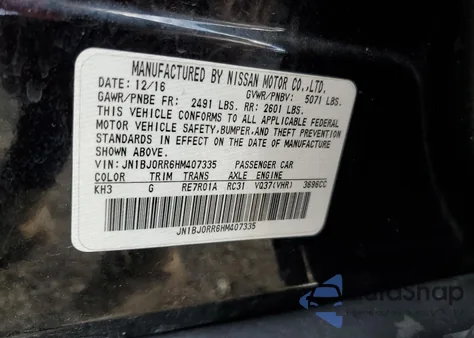 MANUFACTURED BY NISSAN MOTOR CO.,LTD.
DATE: 12/16 GVWR/PNBV: 5071 LBS.
GAWR/PNBE FR: 2491 LBS. RR: 2601 LBS.
THIS VEHICLE CONFORMS TO ALL APPLICABLE FEDERAL
MOTOR VEHICLE SAFETY,BUMPER,AND THEFT PREVENTION
STANDARDS IN EFFECT ON THE DATE OF MANUFACTURE
SHOWN ABOVE.
VIN: JN1BJ0RR6HM407335 PASSENGER CAR
COLOR TRIM TRANS AXLE ENGINE
KH3 G RE7R01A RC31 VQ37(VHR) 3696CC
JN1BJ0RR6HM407335
AutoSnap